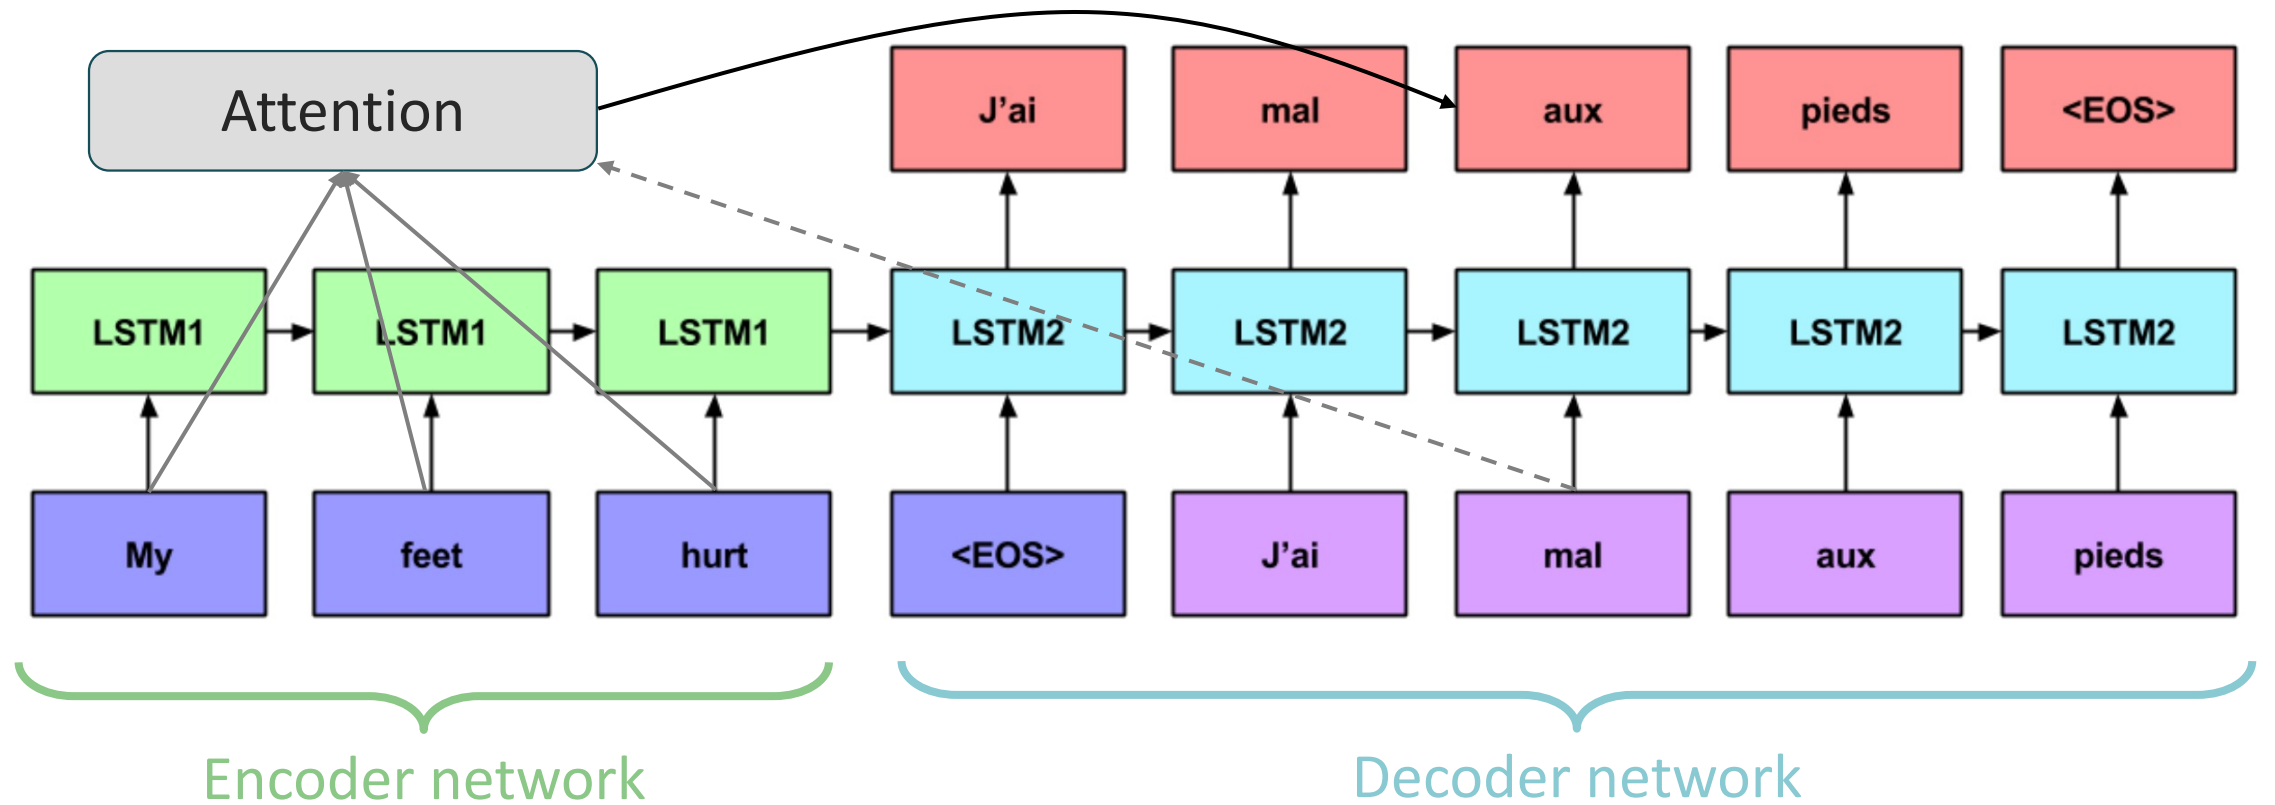 Attention
J’ai mal aux pieds <EOS>
LSTM1 LSTM1 LSTM1 LSTM2 LSTM2 LSTM2 LSTM2 LSTM2
My feet hurt <EOS> J’ai mal aux pieds
Encoder network
Decoder network